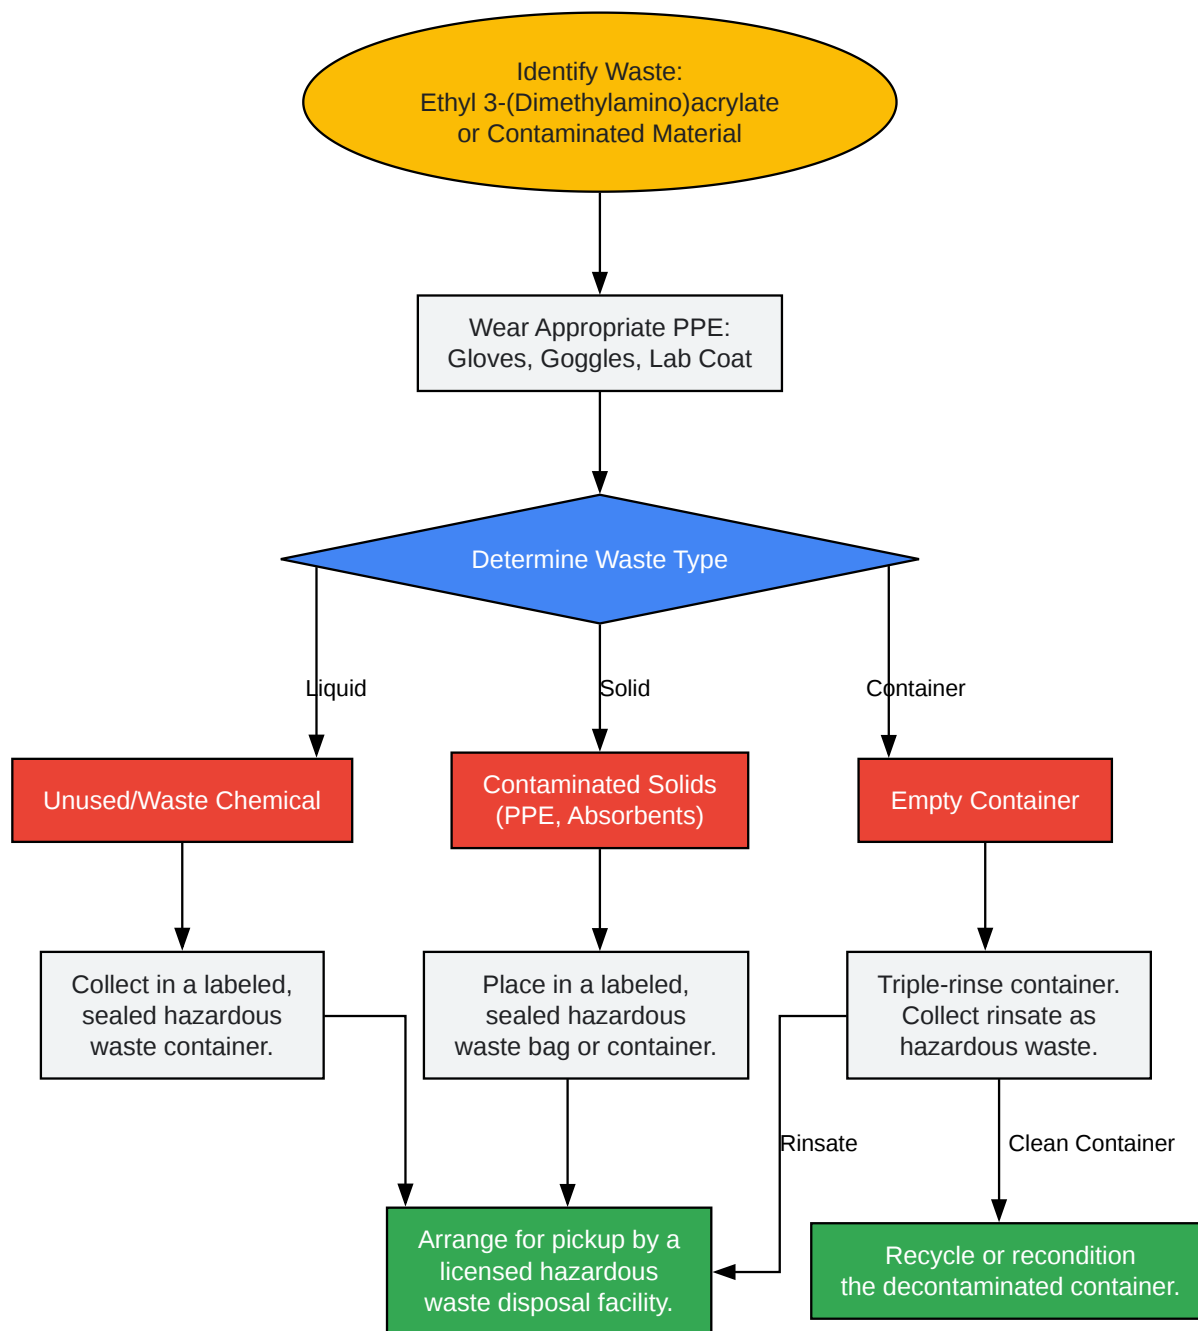 Identify Waste:
Ethyl 3-(Dimethylamino)acrylate
or Contaminated Material
Wear Appropriate PPE:
Gloves, Goggles, Lab Coat
Determine Waste Type
Liquid
Solid
Container
Unused/Waste Chemical
Contaminated Solids
(PPE, Absorbents)
Empty Container
Collect in a labeled,
sealed hazardous
waste container.
Place in a labeled,
sealed hazardous
waste bag or container.
Triple-rinse container.
Collect rinsate as
hazardous waste.
Rinsate
Clean Container
Arrange for pickup by a
licensed hazardous
waste disposal facility.
Recycle or recondition
the decontaminated container.